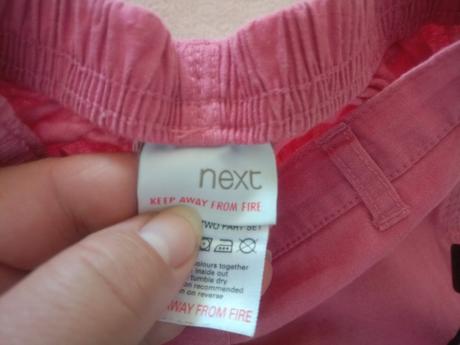 next
KEEP AWAY FROM FIRE
TWO PART SET
colours together
inside out
tumble dry
on recommended
on reverse
AWAY FROM FIRE